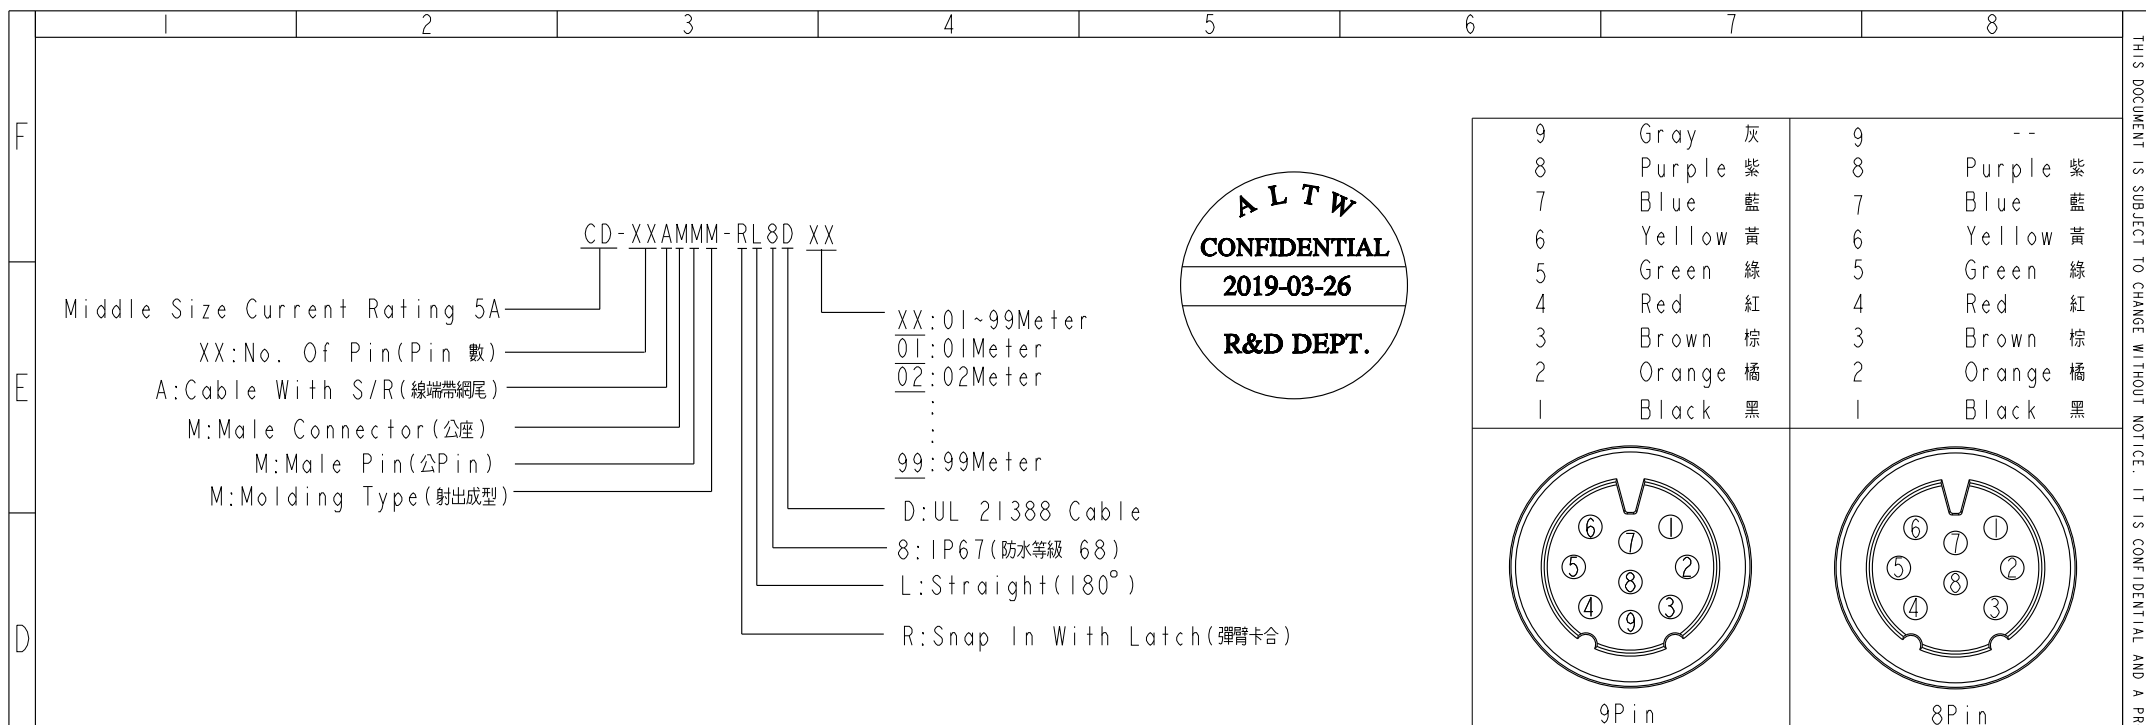 1 2 3 4 5 6 7 8
F
E
D
CD-XXAMMM-RL8D XX
Middle Size Current Rating 5A
XX:No. Of Pin(Pin 數)
A:Cable With S/R(線端帶網尾)
M:Male Connector(公座)
M:Male Pin(公Pin)
M:Molding Type(射出成型)
XX:01~99Meter
01:01Meter
02:02Meter
:
:
99:99Meter
D:UL 21388 Cable
8:IP67(防水等級 68)
L:Straight(180°)
R:Snap In With Latch(彈臂卡合)
ALTW
CONFIDENTIAL
2019-03-26
R&D DEPT.
9 Gray 灰 9 --
8 Purple 紫 8 Purple 紫
7 Blue 藍 7 Blue 藍
6 Yellow 黃 6 Yellow 黃
5 Green 綠 5 Green 綠
4 Red 紅 4 Red 紅
3 Brown 棕 3 Brown 棕
2 Orange 橘 2 Orange 橘
1 Black 黑 1 Black 黑
6 7 1
5 8 2
4 9 3
9Pin
6 7 1
5 8 2
4 3
8Pin
THIS DOCUMENT IS SUBJECT TO CHANGE WITHOUT NOTICE. IT IS CONFIDENTIAL AND A PR